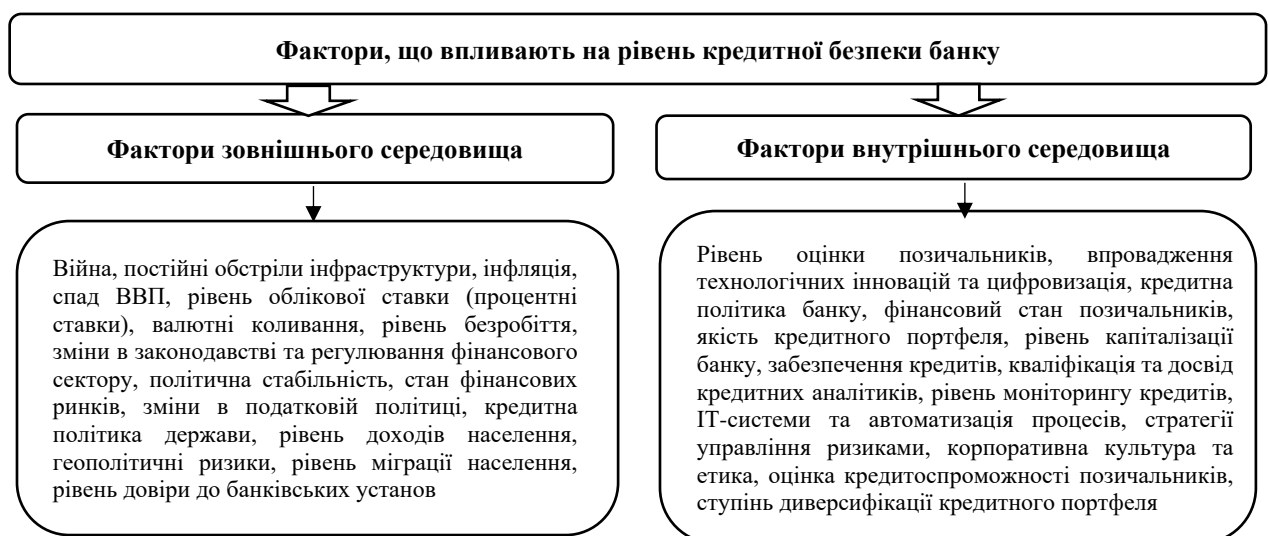 Фактори, що впливають на рівень кредитної безпеки банку
Фактори зовнішнього середовища
Фактори внутрішнього середовища
Війна, постійні обстріли інфраструктури, інфляція,
спад ВВП, рівень облікової ставки (процентні
ставки), валютні коливання, рівень безробіття,
зміни в законодавстві та регулювання фінансового
сектору, політична стабільність, стан фінансових
ринків, зміни в податковій політиці, кредитна
політика держави, рівень доходів населення,
геополітичні ризики, рівень міграції населення,
рівень довіри до банківських установ
Рівень оцінки позичальників, впровадження
технологічних інновацій та цифровизація, кредитна
політика банку, фінансовий стан позичальників,
якість кредитного портфеля, рівень капіталізації
банку, забезпечення кредитів, кваліфікація та досвід
кредитних аналітиків, рівень моніторингу кредитів,
ІТ-системи та автоматизація процесів, стратегії
управління ризиками, корпоративна культура та
етика, оцінка кредитоспроможності позичальників,
ступінь диверсифікації кредитного портфеля